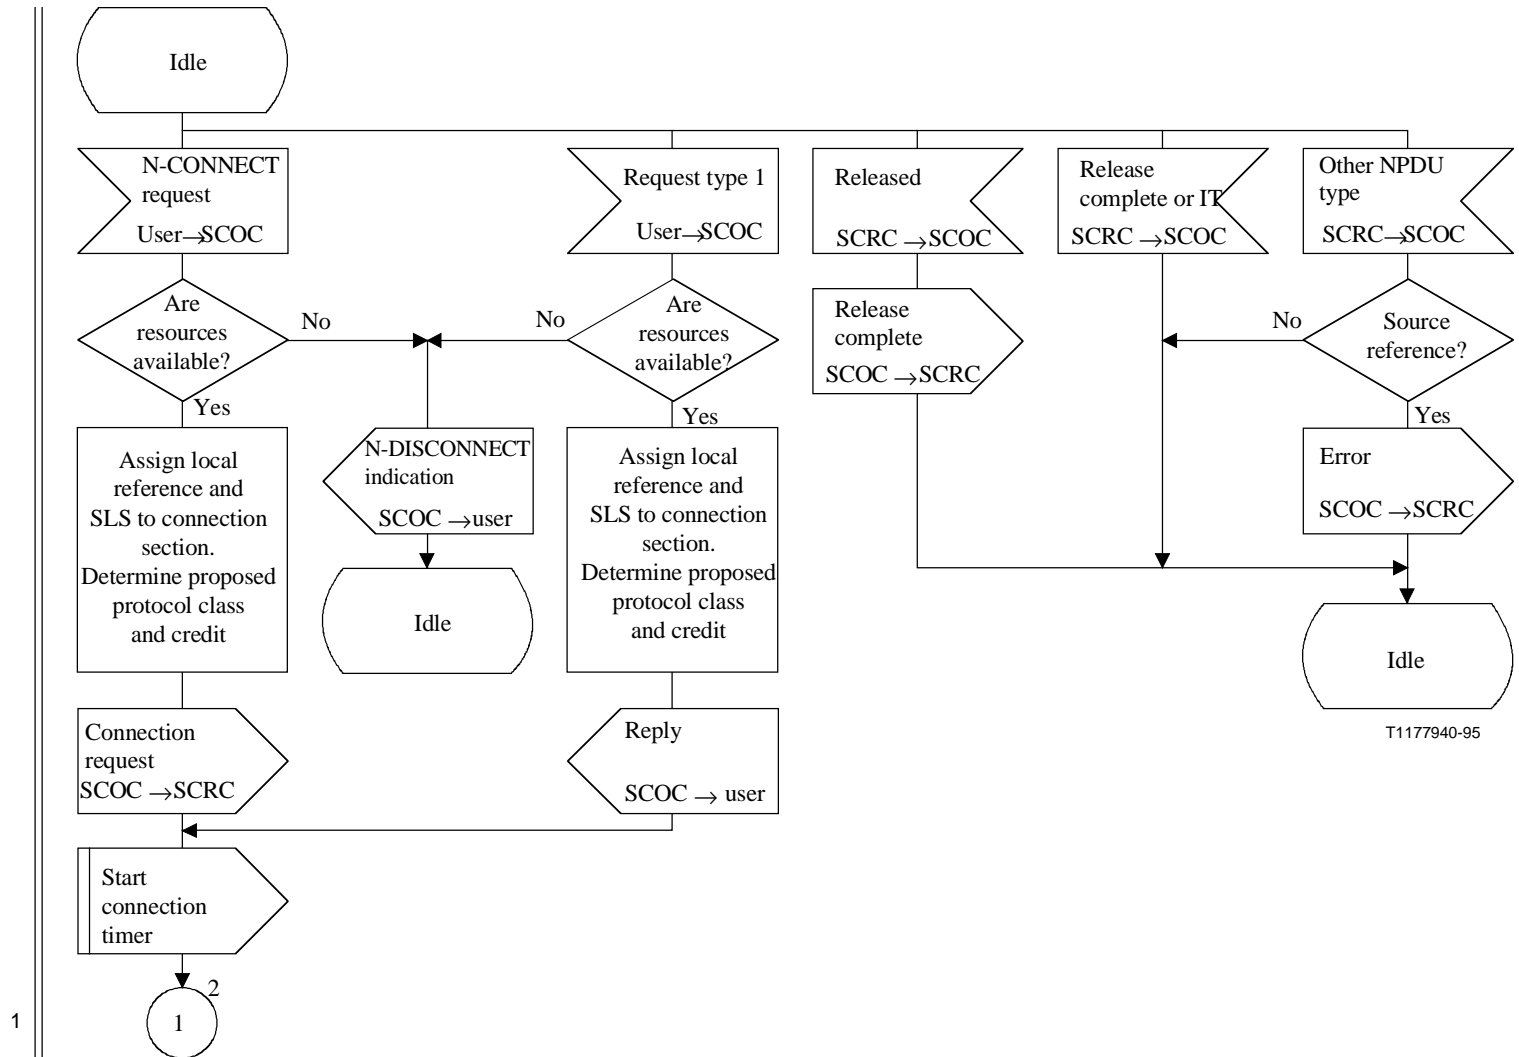 Idle
N-CONNECT
request
User→SCOC
Request type 1
User→SCOC
Released
SCRC →SCOC
Release
complete or IT
SCRC →SCOC
Other NPDU
type
SCRC→SCOC
Are
resources
available?
No
Yes
Are
resources
available?
No
Yes
Release
complete
SCOC →SCRC
Source
reference?
No
Yes
Assign local
reference and
SLS to connection
section.
Determine proposed
protocol class
and credit
N-DISCONNECT
indication
SCOC →user
Idle
Assign local
reference and
SLS to connection
section.
Determine proposed
protocol class
and credit
Error
SCOC →SCRC
Idle
T1177940-95
Connection
request
SCOC →SCRC
Reply
SCOC → user
Start
connection
timer
2
1
1